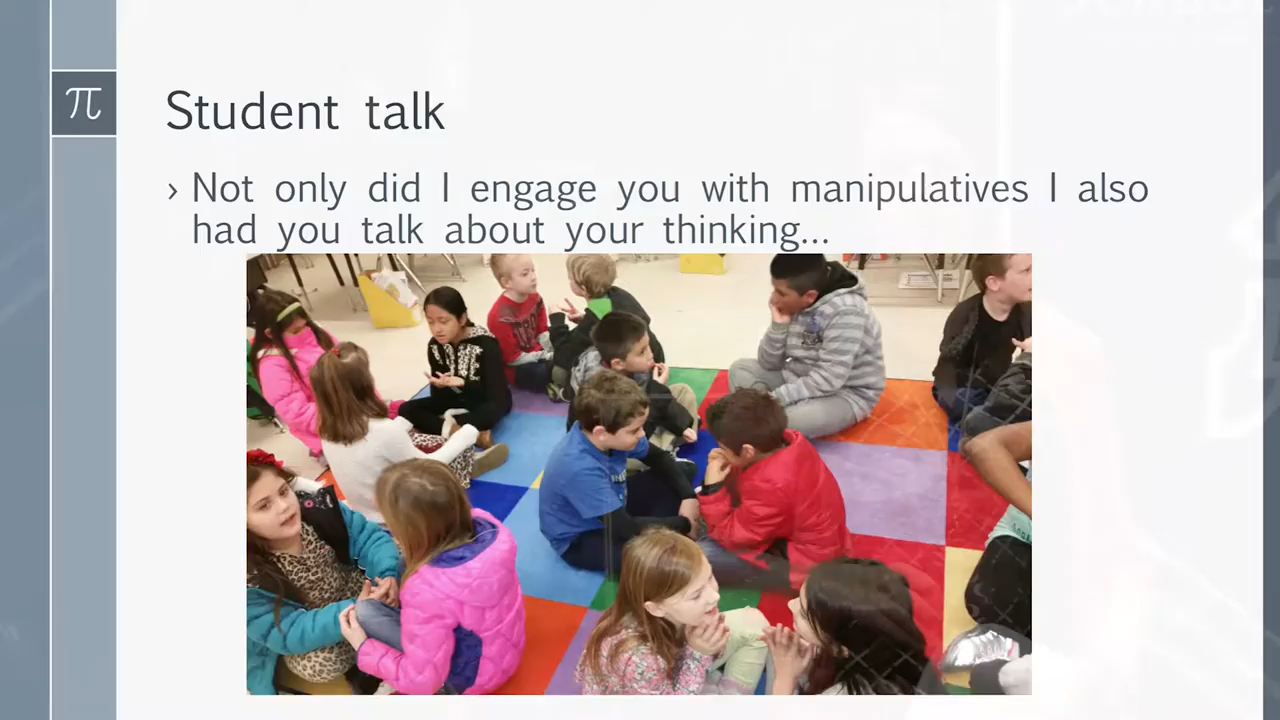 π
Student talk
› Not only did I engage you with manipulatives I also
had you talk about your thinking...